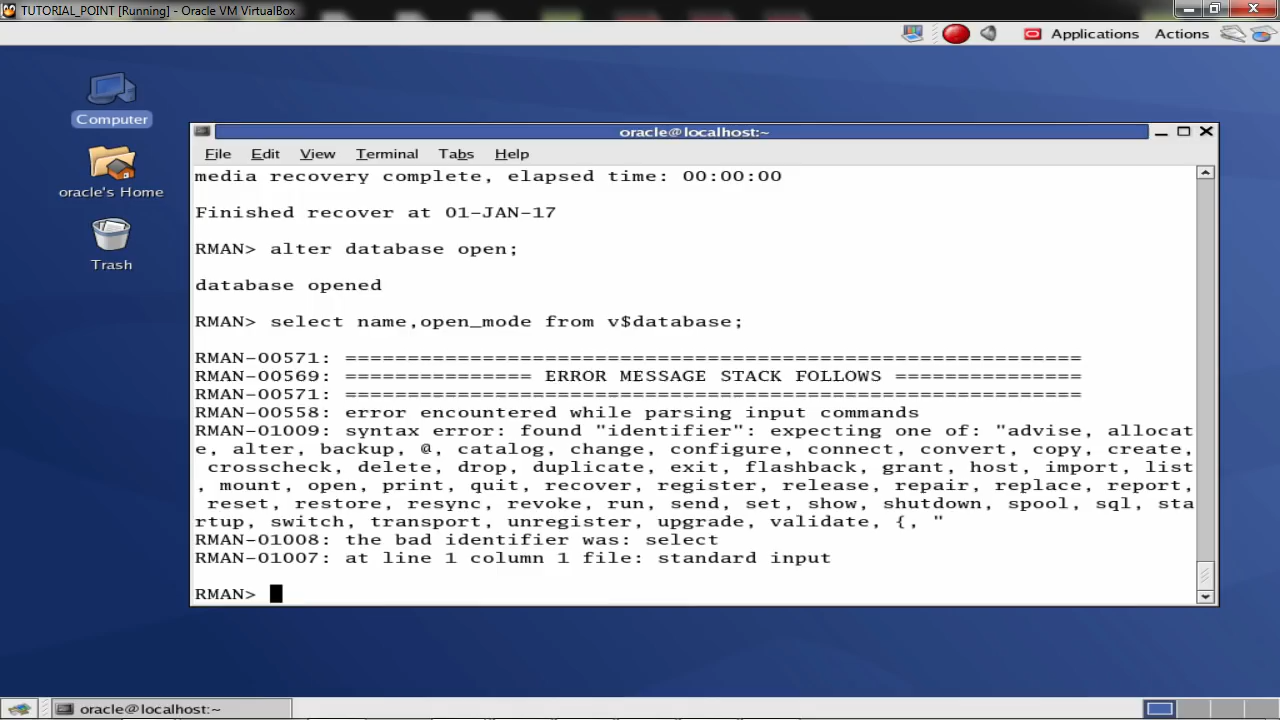 TUTORIAL_POINT [Running] - Oracle VM VirtualBox
Applications Actions
Computer
oracle's Home
Trash
oracle@localhost:~
File Edit View Terminal Tabs Help
media recovery complete, elapsed time: 00:00:00
Finished recover at 01-JAN-17
RMAN> alter database open;
database opened
RMAN> select name,open_mode from v$database;
RMAN-00571: ===========================================================
RMAN-00569: =============== ERROR MESSAGE STACK FOLLOWS ===============
RMAN-00571: ===========================================================
RMAN-00558: error encountered while parsing input commands
RMAN-01009: syntax error: found "identifier": expecting one of: "advise, allocat
e, alter, backup, @, catalog, change, configure, connect, convert, copy, create,
 crosscheck, delete, drop, duplicate, exit, flashback, grant, host, import, list
, mount, open, print, quit, recover, register, release, repair, replace, report,
 reset, restore, resync, revoke, run, send, set, show, shutdown, spool, sql, sta
rtup, switch, transport, unregister, upgrade, validate, {, "
RMAN-01008: the bad identifier was: select
RMAN-01007: at line 1 column 1 file: standard input
RMAN>
oracle@localhost:~